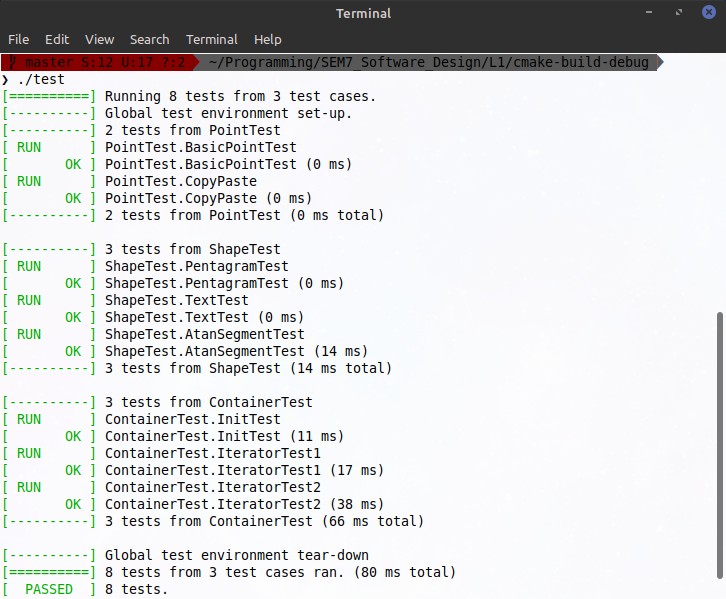 Terminal
File Edit View Search Terminal Help
master S:12 U:17 ?:2 ~/Programming/SEM7_Software_Design/L1/cmake-build-debug
❯ ./test
[==========] Running 8 tests from 3 test cases.
[----------] Global test environment set-up.
[----------] 2 tests from PointTest
[ RUN      ] PointTest.BasicPointTest
[       OK ] PointTest.BasicPointTest (0 ms)
[ RUN      ] PointTest.CopyPaste
[       OK ] PointTest.CopyPaste (0 ms)
[----------] 2 tests from PointTest (0 ms total)
[----------] 3 tests from ShapeTest
[ RUN      ] ShapeTest.PentagramTest
[       OK ] ShapeTest.PentagramTest (0 ms)
[ RUN      ] ShapeTest.TextTest
[       OK ] ShapeTest.TextTest (0 ms)
[ RUN      ] ShapeTest.AtanSegmentTest
[       OK ] ShapeTest.AtanSegmentTest (14 ms)
[----------] 3 tests from ShapeTest (14 ms total)
[----------] 3 tests from ContainerTest
[ RUN      ] ContainerTest.InitTest
[       OK ] ContainerTest.InitTest (11 ms)
[ RUN      ] ContainerTest.IteratorTest1
[       OK ] ContainerTest.IteratorTest1 (17 ms)
[ RUN      ] ContainerTest.IteratorTest2
[       OK ] ContainerTest.IteratorTest2 (38 ms)
[----------] 3 tests from ContainerTest (66 ms total)
[----------] Global test environment tear-down
[==========] 8 tests from 3 test cases ran. (80 ms total)
[  PASSED  ] 8 tests.